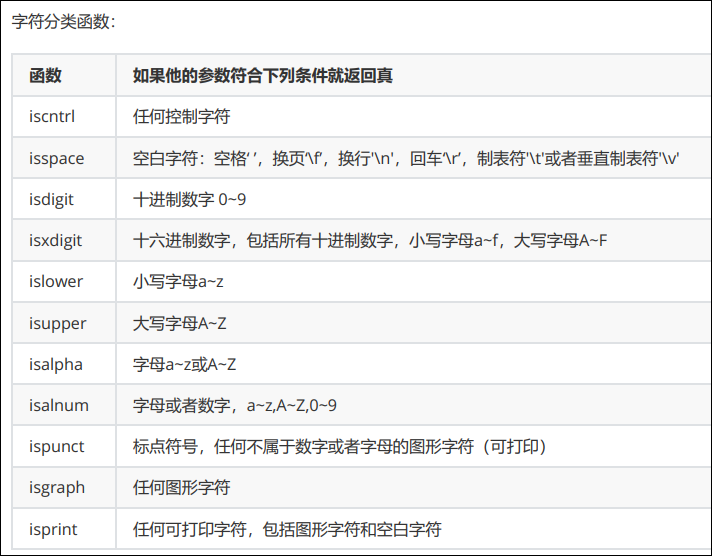 字符分类函数：
函数 如果他的参数符合下列条件就返回真
iscntrl 任何控制字符
isspace 空白字符：空格‘ ’，换页‘\f’，换行'\n'，回车‘\r’，制表符'\t'或者垂直制表符'\v'
isdigit 十进制数字 0~9
isxdigit 十六进制数字，包括所有十进制数字，小写字母a~f，大写字母A~F
islower 小写字母a~z
isupper 大写字母A~Z
isalpha 字母a~z或A~Z
isalnum 字母或者数字，a~z,A~Z,0~9
ispunct 标点符号，任何不属于数字或者字母的图形字符（可打印）
isgraph 任何图形字符
isprint 任何可打印字符，包括图形字符和空白字符